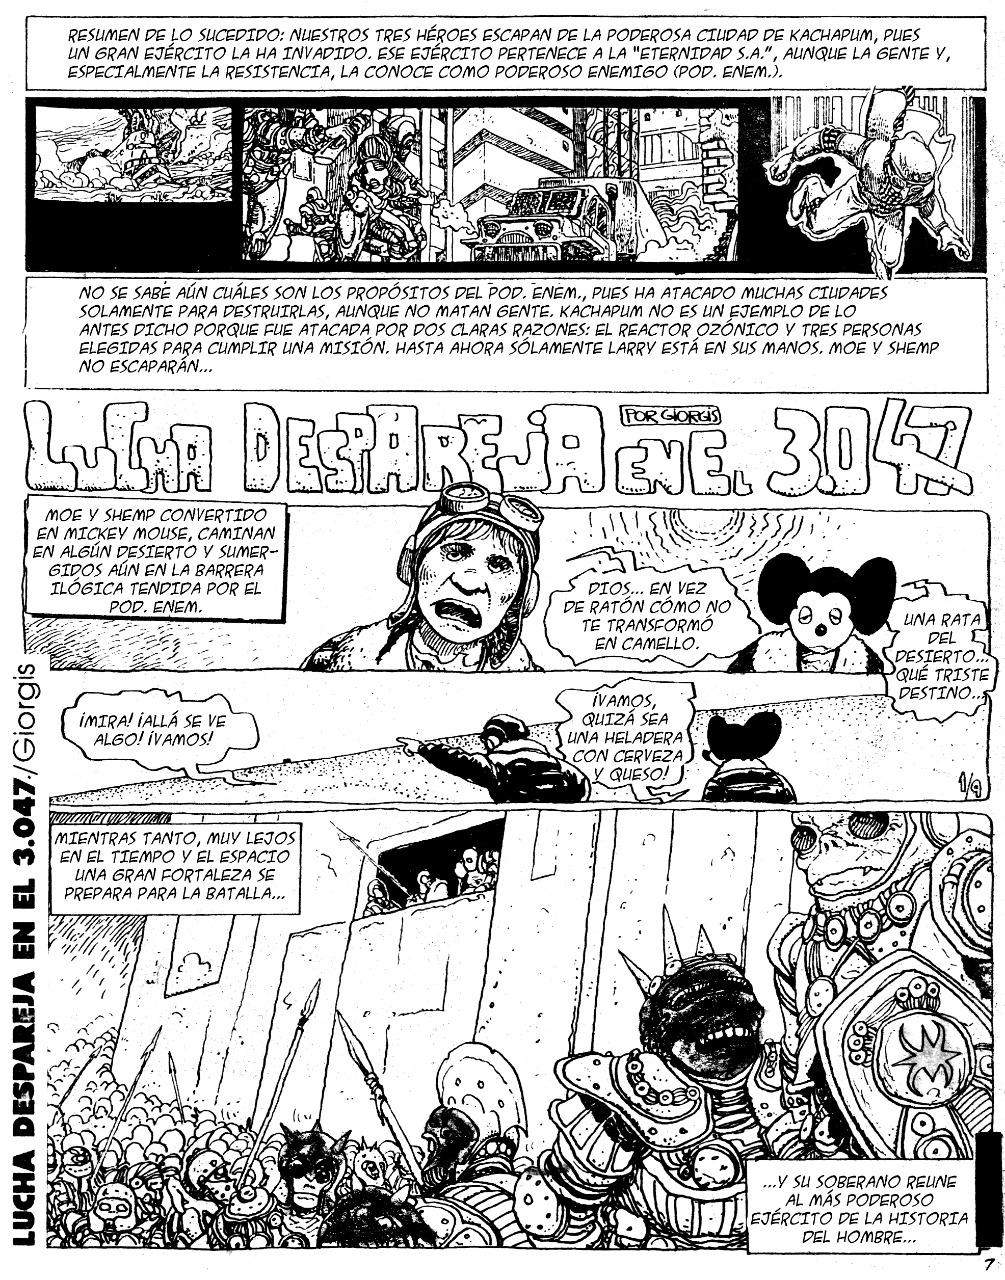 RESUMEN DE LO SUCEDIDO: NUESTROS TRES HÉROES ESCAPAN DE LA PODEROSA CIUDAD DE KACHAPUM, PUES
UN GRAN EJÉRCITO LA HA INVADIDO. ESE EJÉRCITO PERTENECE A LA "ETERNIDAD S.A.", AUNQUE LA GENTE Y,
ESPECIALMENTE LA RESISTENCIA, LA CONOCE COMO PODEROSO ENEMIGO (POD. ENEM.).
NO SE SABE AÚN CUÁLES SON LOS PROPÓSITOS DEL POD. ENEM., PUES HA ATACADO MUCHAS CIUDADES
SOLAMENTE PARA DESTRUIRLAS, AUNQUE NO MATAN GENTE. KACHAPUM NO ES UN EJEMPLO DE LO
ANTES DICHO PORQUE FUE ATACADA POR DOS CLARAS RAZONES: EL REACTOR OZÓNICO Y TRES PERSONAS
ELEGIDAS PARA CUMPLIR UNA MISIÓN. HASTA AHORA SÓLAMENTE LARRY ESTÁ EN SUS MANOS. MOE Y SHEMP
NO ESCAPARÁN...
LUCHA DESPAREJA EN EL 3.047
POR GIORGIS
MOE Y SHEMP CONVERTIDO
EN MICKEY MOUSE, CAMINAN
EN ALGÚN DESIERTO Y SUMER-
GIDOS AÚN EN LA BARRERA
ILÓGICA TENDIDA POR EL
POD. ENEM.
DIOS... EN VEZ
DE RATÓN CÓMO NO
TE TRANSFORMÓ
EN CAMELLO.
UNA RATA
DEL
DESIERTO...
QUÉ TRISTE
DESTINO...
¡MIRA! ¡ALLÁ SE VE
ALGO! ¡VAMOS!
¡VAMOS,
QUIZÁ SEA
UNA HELADERA
CON CERVEZA
Y QUESO!
1/9
MIENTRAS TANTO, MUY LEJOS
EN EL TIEMPO Y EL ESPACIO
UNA GRAN FORTALEZA SE
PREPARA PARA LA BATALLA...
...Y SU SOBERANO REUNE
AL MÁS PODEROSO
EJÉRCITO DE LA HISTORIA
DEL HOMBRE...
LUCHA DESPAREJA EN EL 3.047./Giorgis
7